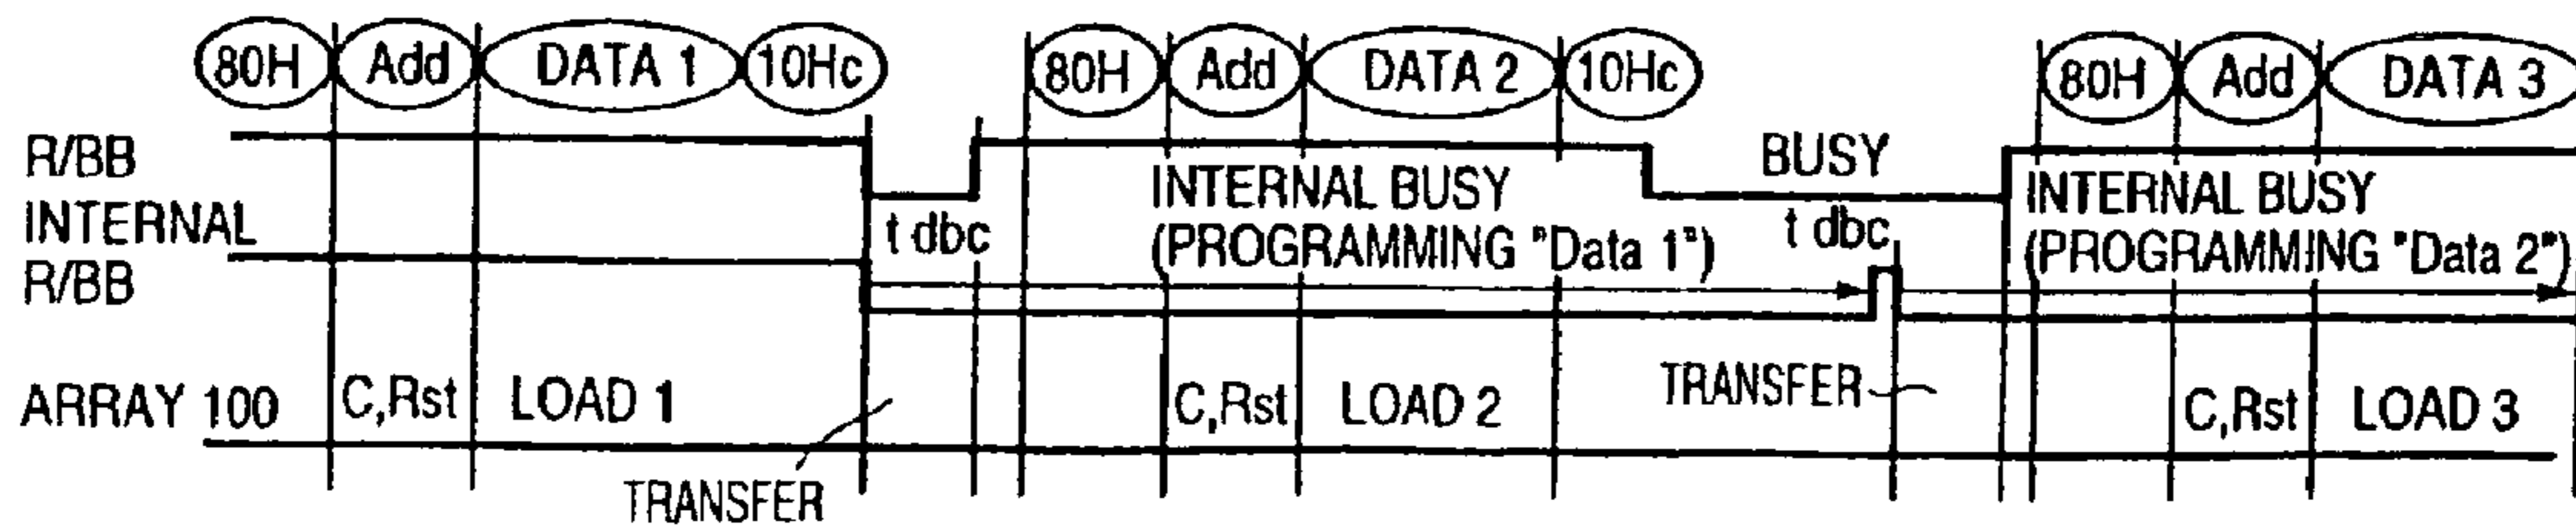 80H Add DATA 1 10Hc 80H Add DATA 2 10Hc 80H Add DATA 3
R/BB BUSY
INTERNAL BUSY INTERNAL BUSY
INTERNAL t dbc (PROGRAMMING "Data 1") t dbc (PROGRAMMING "Data 2")
R/BB
ARRAY 100 C,Rst LOAD 1 C,Rst LOAD 2 TRANSFER C,Rst LOAD 3
TRANSFER